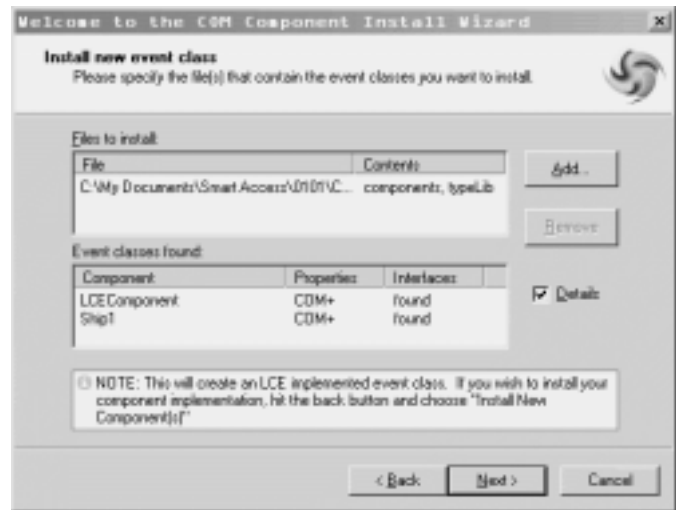 Welcome to the COM Component Install Wizard
Install new event class
Please specify the file(s) that contain the event classes you want to install.
Files to install:
File Contents
C:\My Documents\Smart Access\0101\C... components, typeLib
Add...
Remove
Event classes found:
Component Properties Interfaces
LCEComponent COM+ found
Ship1 COM+ found
Details
NOTE: This will create an LCE implemented event class. If you wish to install your
component implementation, hit the back button and choose "Install New
Component(s)"
< Back Next > Cancel